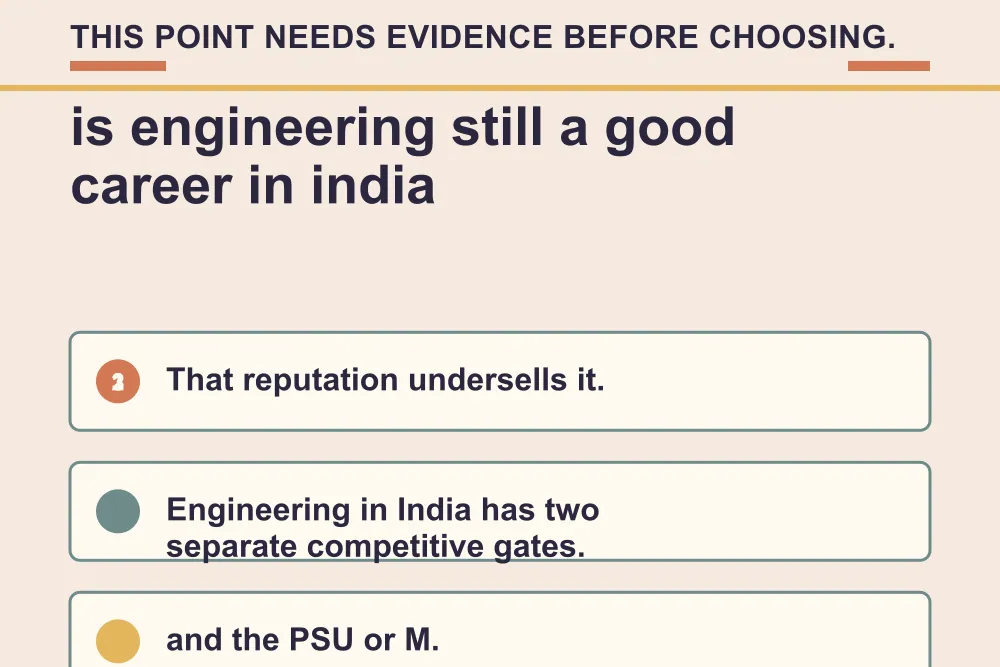 THIS POINT NEEDS EVIDENCE BEFORE CHOOSING.
is engineering still a good
career in india
That reputation undersells it.
Engineering in India has two
separate competitive gates.
and the PSU or M.